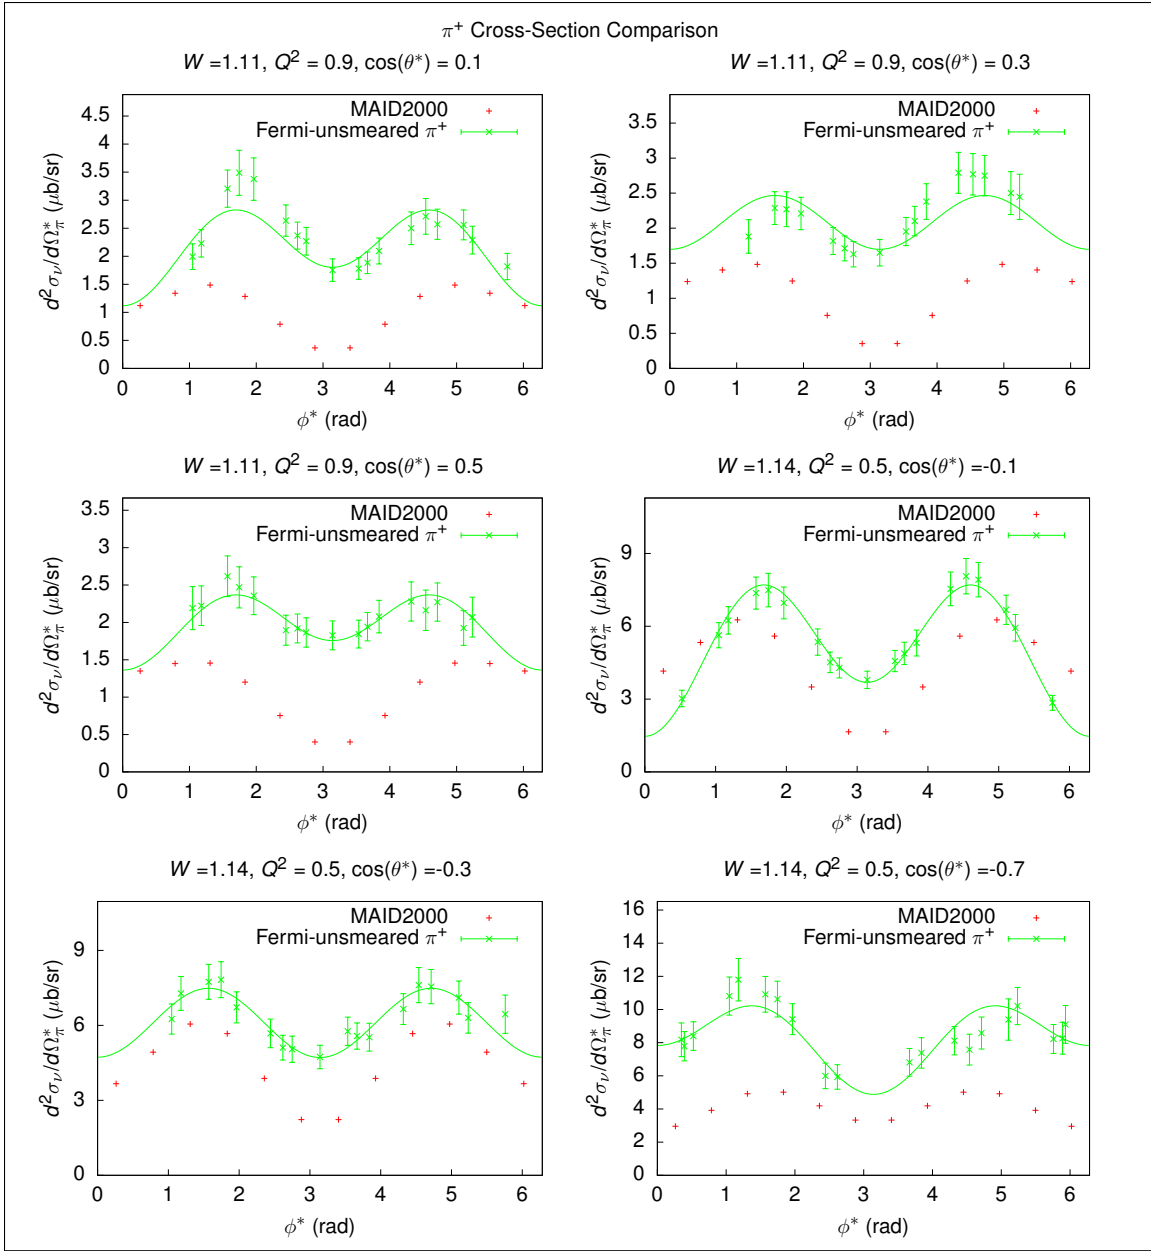 π⁺ Cross-Section Comparison
W =1.11, Q² = 0.9, cos(θ*) = 0.1
MAID2000
Fermi-unsmeared π⁺
d²σ_ν/dΩ*_π (μb/sr)
4.5
4
3.5
3
2.5
2
1.5
1
0.5
0
0 1 2 3 4 5 6
ϕ* (rad)
W =1.11, Q² = 0.9, cos(θ*) = 0.3
MAID2000
Fermi-unsmeared π⁺
d²σ_ν/dΩ*_π (μb/sr)
3.5
3
2.5
2
1.5
1
0.5
0
0 1 2 3 4 5 6
ϕ* (rad)
W =1.11, Q² = 0.9, cos(θ*) = 0.5
MAID2000
Fermi-unsmeared π⁺
d²σ_ν/dΩ*_π (μb/sr)
3.5
3
2.5
2
1.5
1
0.5
0
0 1 2 3 4 5 6
ϕ* (rad)
W =1.14, Q² = 0.5, cos(θ*) =-0.1
MAID2000
Fermi-unsmeared π⁺
d²σ_ν/dΩ*_π (μb/sr)
9
6
3
0
0 1 2 3 4 5 6
ϕ* (rad)
W =1.14, Q² = 0.5, cos(θ*) =-0.3
MAID2000
Fermi-unsmeared π⁺
d²σ_ν/dΩ*_π (μb/sr)
9
6
3
0
0 1 2 3 4 5 6
ϕ* (rad)
W =1.14, Q² = 0.5, cos(θ*) =-0.7
MAID2000
Fermi-unsmeared π⁺
d²σ_ν/dΩ*_π (μb/sr)
16
14
12
10
8
6
4
2
0
0 1 2 3 4 5 6
ϕ* (rad)